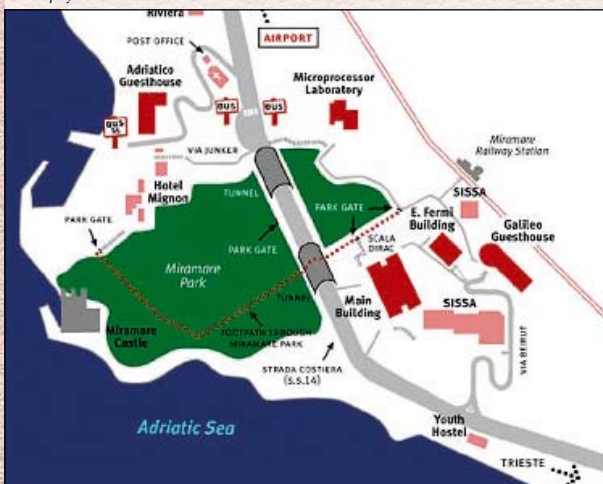 Riviera
AIRPORT
POST OFFICE
Adriatico
Guesthouse
Microprocessor
Laboratory
BUS
36
BUS
BUS
VIA JUNKER
Miramare
Railway Station
Hotel
Mignon
TUNNEL
PARK GATE
SISSA
E. Fermi
Building
Galileo
Guesthouse
PARK GATE
PARK GATE
SCALA
DIRAC
Miramare
Park
TUNNEL
Main
Building
SISSA
Miramare
Castle
FOOTPATH THROUGH
MIRAMARE PARK
STRADA COSTIERA
(S.S.14)
VIA BEIRUT
Adriatic Sea
Youth
Hostel
TRIESTE